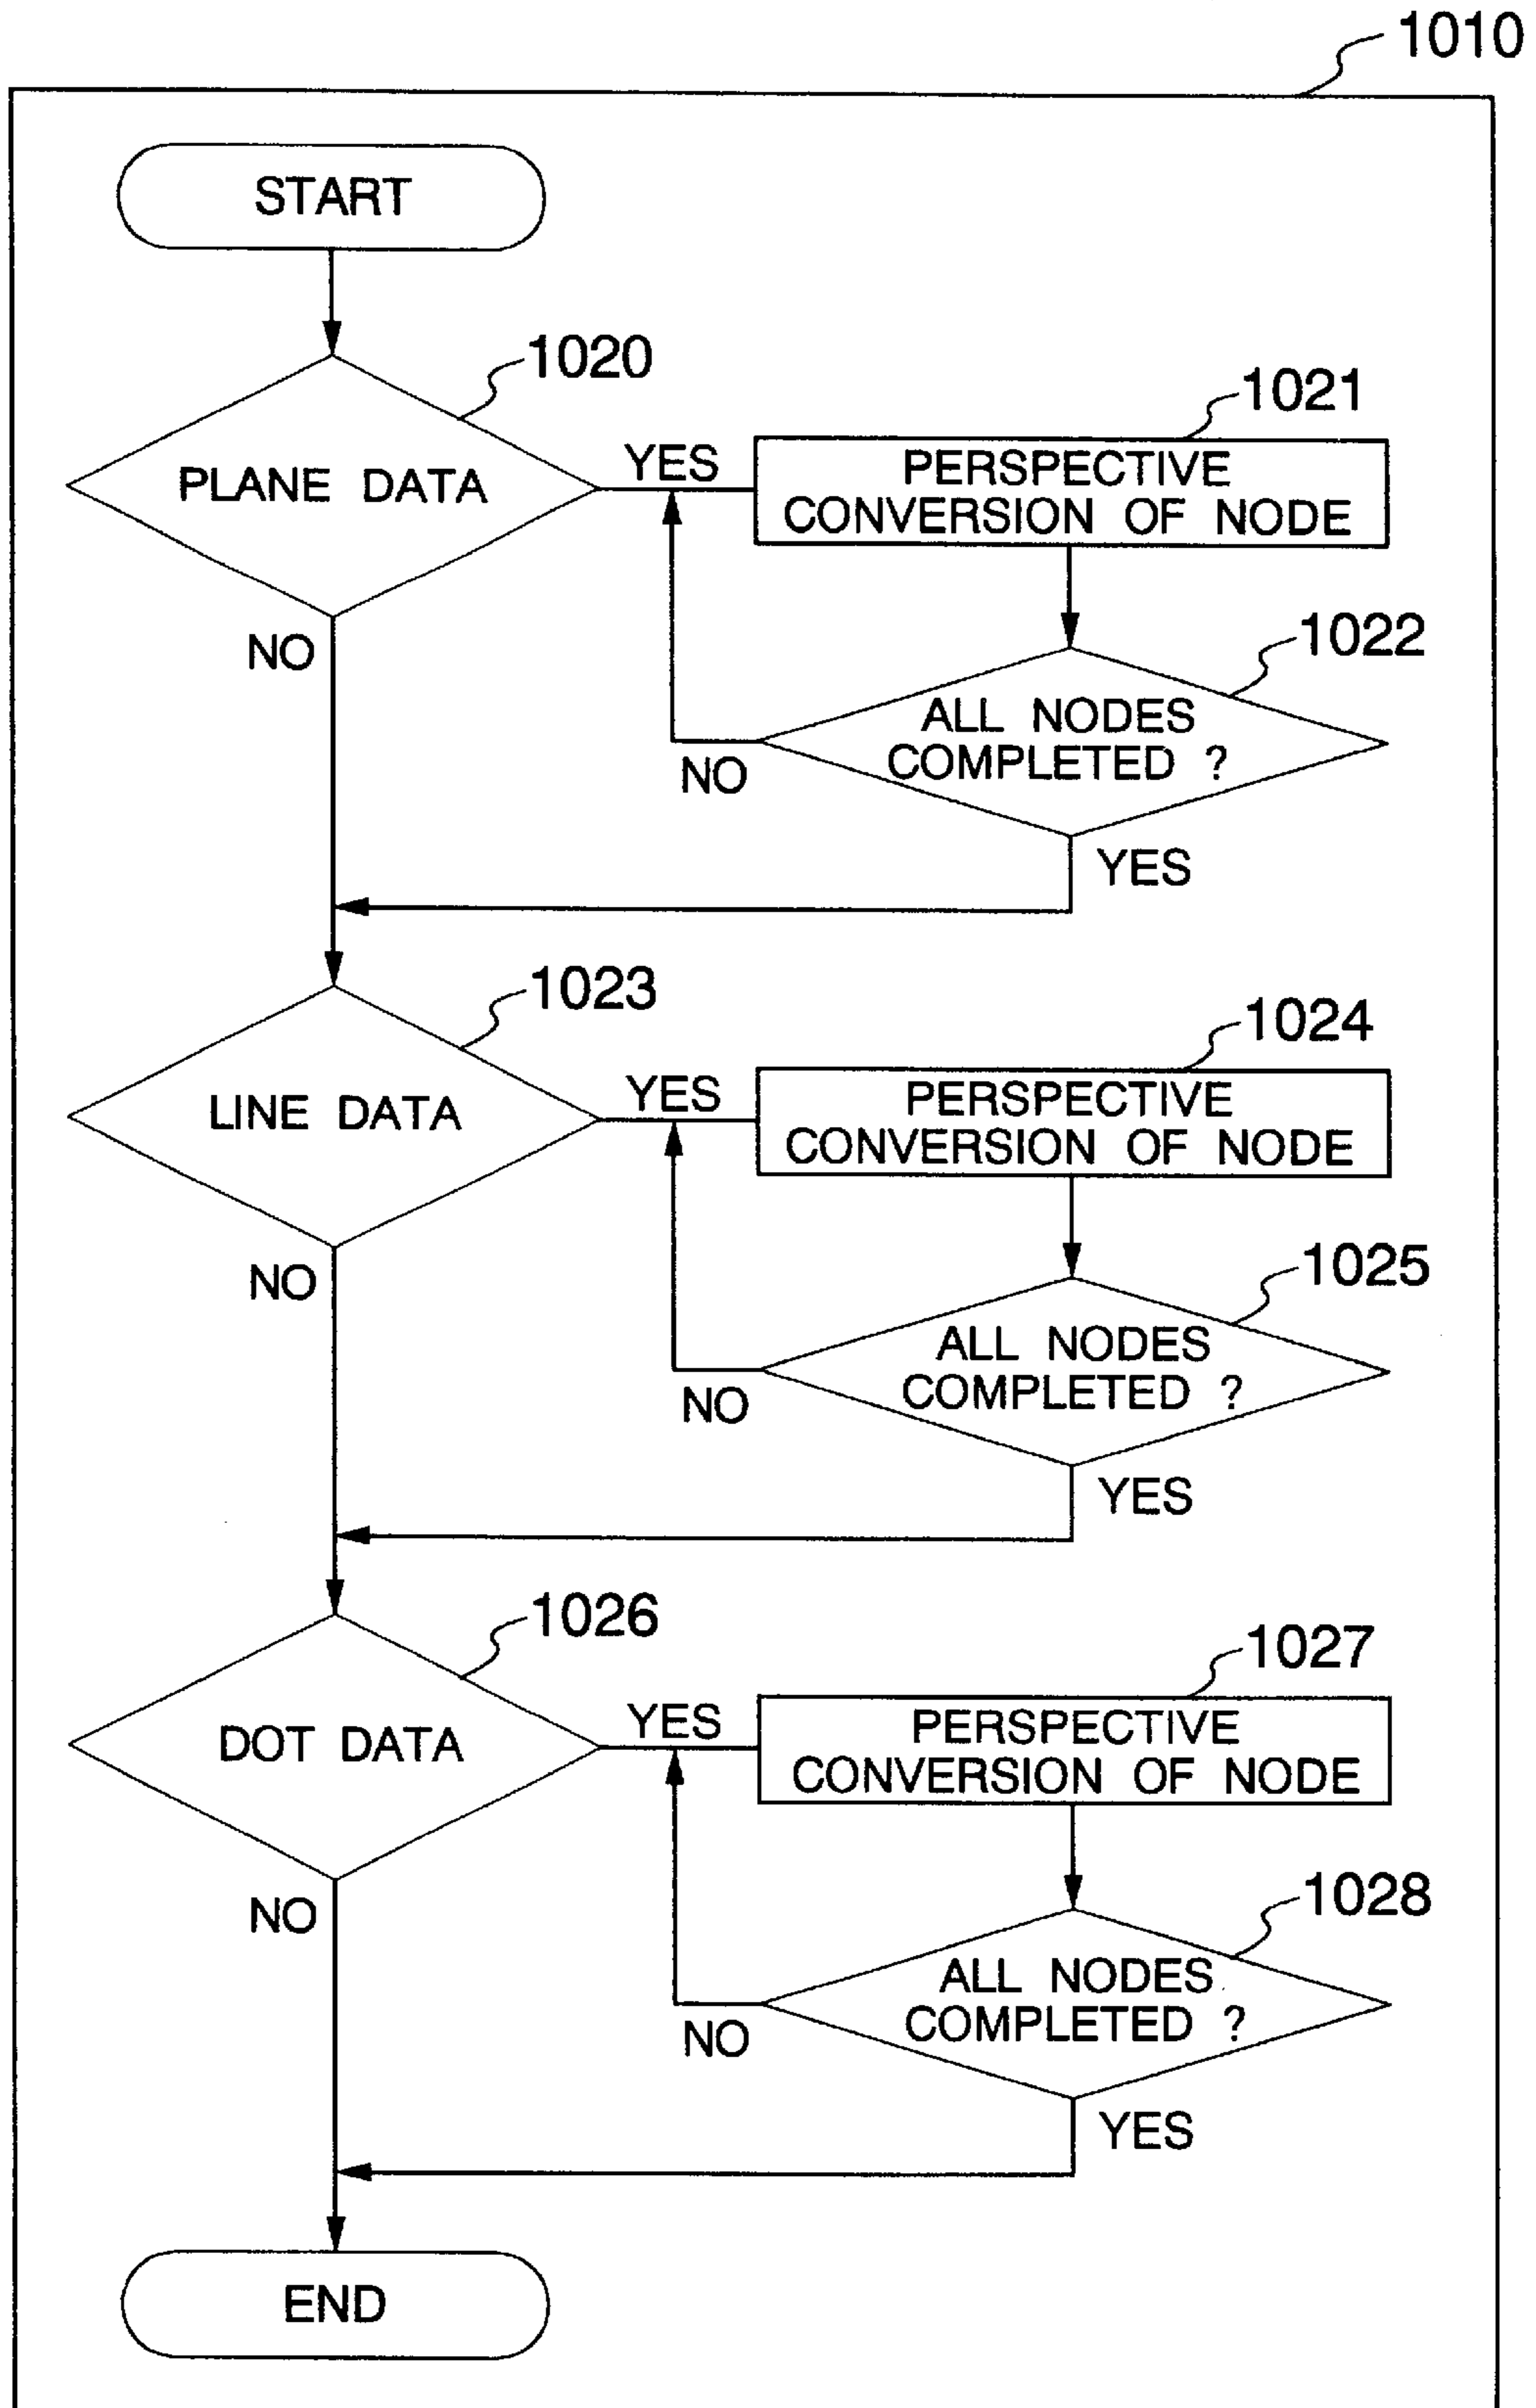 1010
START
1020
PLANE DATA
YES
1021
PERSPECTIVE
CONVERSION OF NODE
NO
1022
ALL NODES
COMPLETED ?
NO
YES
1023
LINE DATA
YES
1024
PERSPECTIVE
CONVERSION OF NODE
NO
1025
ALL NODES
COMPLETED ?
NO
YES
1026
DOT DATA
YES
1027
PERSPECTIVE
CONVERSION OF NODE
NO
1028
ALL NODES
COMPLETED ?
NO
YES
END